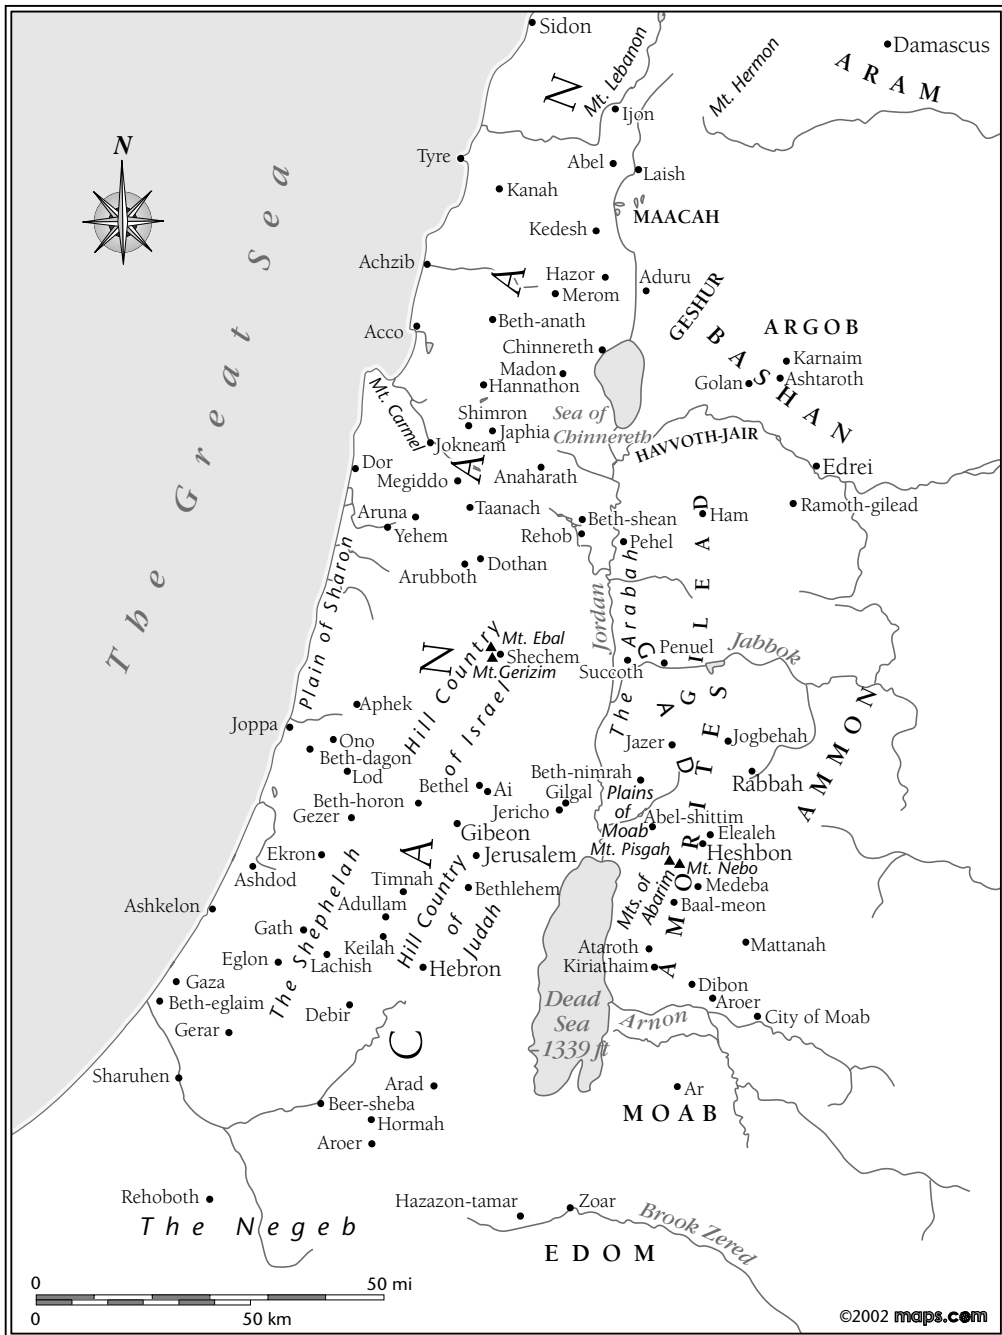 Sidon
Damascus
ARAM
Mt. Lebanon
Mt. Hermon
Ijon
N
Tyre
Abel
Laish
Kanah
MAACAH
Kedesh
The Great Sea
Achzib
Hazor
Aduru
Merom
GESHUR
Acco
Beth-anath
ARGOB
BASHAN
Chinnereth
Karnaim
Madon
Ashtaroth
Hannathon
Golan
Mt. Carmel
Sea of
Chinnereth
Shimron
Japhia
Jokneam
HAVVOTH-JAIR
Dor
Edrei
Megiddo
Anaharath
Aruna
Taanach
Ham
Ramoth-gilead
Yehem
Beth-shean
Rehob
Pehel
Arubboth
Dothan
Plain of Sharon
Jordan
The Arabbah
GILEAD
Mt. Ebal
Shechem
Mt. Gerizim
Penuel
Jabbok
Succoth
Hill Country
of Israel
GADITES
Aphek
Joppa
Ono
Beth-dagon
Lod
Jazer
Jogbehah
AMMON
Bethel
Ai
Beth-nimrah
Rabbah
Gilgal
Plains
of
Moab
Beth-horon
Jericho
Gezer
Abel-shittim
Gibeon
Elealeh
Ekron
Jerusalem
Mt. Pisgah
Heshbon
Ashdod
Mt. Nebo
Timnah
Bethlehem
Medeba
Ashkelon
Adullam
Mts. of
Abarim
Baal-meon
AMORITES
Gath
Keilah
Hill Country
of
Judah
Ataroth
Mattanah
Eglon
Lachish
Hebron
Kiriathaim
The Shephelah
Gaza
Dibon
Beth-eglaim
Debir
Dead
Sea
-1339 ft
Aroer
Gerar
Arnon
City of Moab
CANAAN
Sharuhen
Arad
Ar
Beer-sheba
MOAB
Hormah
Aroer
Rehoboth
Hazazon-tamar
Zoar
The Negeb
Brook Zered
EDOM
0
50 mi
0
50 km
©2002 maps.com